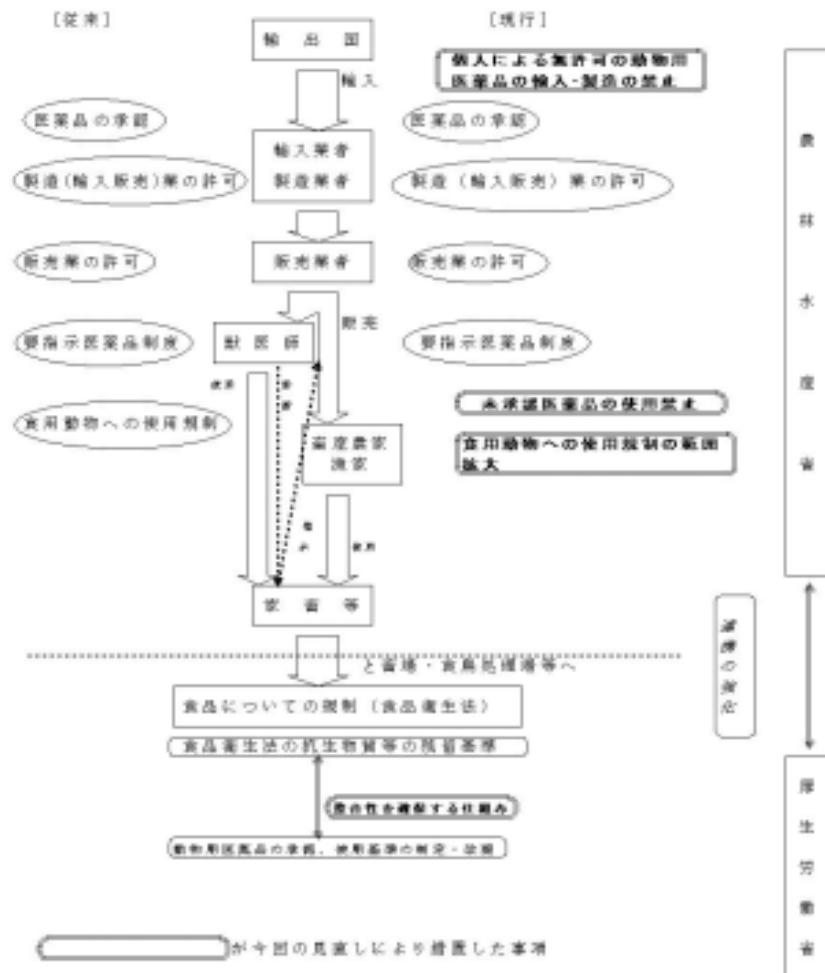 [従来]
[現行]
輸出国
輸入
個人による無許可の動物用
医薬品の輸入・製造の禁止
医薬品の承認
医薬品の承認
輸入業者
製造業者
製造(輸入販売)業の許可
製造(輸入販売)業の許可
販売業の許可
販売業者
販売業の許可
販売
要指示医薬品制度
獣医師
要指示医薬品制度
食用動物への使用規制
未承認医薬品の使用禁止
畜産農家
漁家
食用動物への使用規制の範囲
拡大
指示
使用
家畜等
と畜場・食鳥処理場等へ
食品についての規制(食品衛生法)
食品衛生法の抗生物質等の残留基準
整合性を確保する仕組み
動物用医薬品の承認、使用基準の制定・改廃
が今回の見直しにより措置した事項
農林水産省
連携の強化
厚生労働省